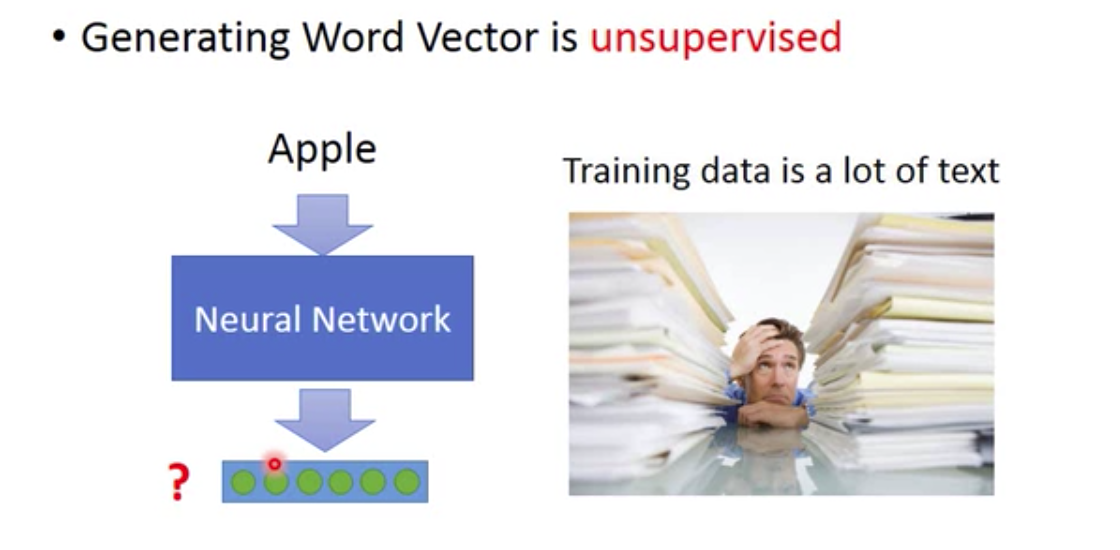 • Generating Word Vector is unsupervised
Apple
Training data is a lot of text
Neural Network
?